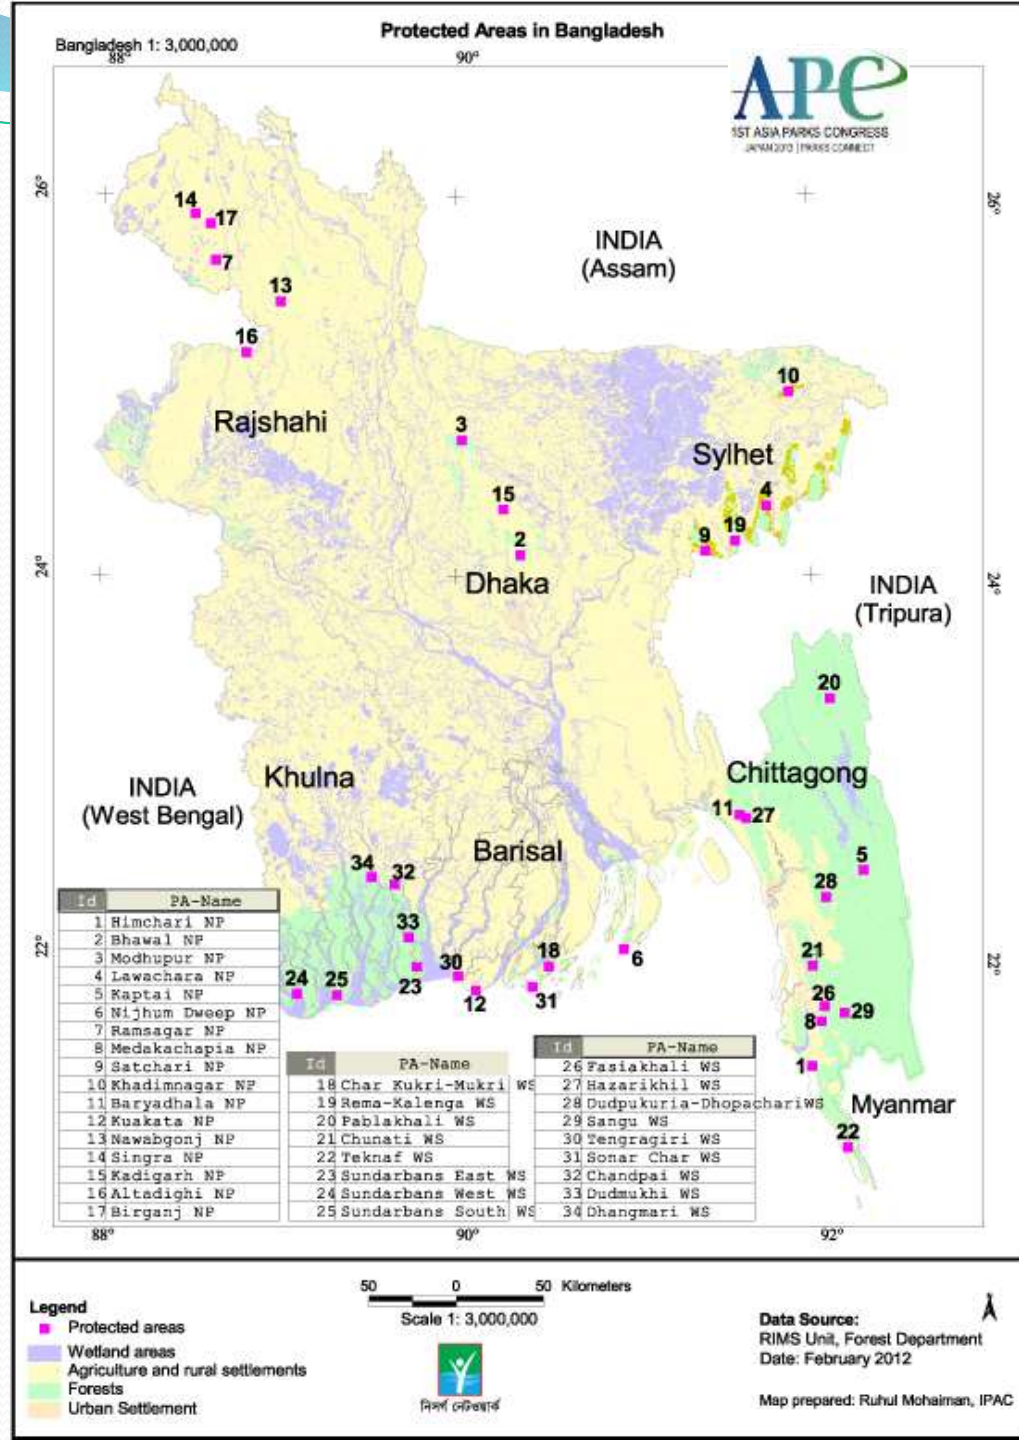 Protected Areas in Bangladesh
Bangladesh 1: 3,000,000
88° 90°
APC
1ST ASIA PARKS CONGRESS
JAPAN 2013 | PARKS CONNECT
26° 26°
14
17
7
13
16
INDIA
(Assam)
10
Rajshahi
3
Sylhet
15
4
19
9
2
Dhaka
24° 24°
INDIA
(Tripura)
20
Khulna
Chittagong
INDIA
(West Bengal)
11
27
Barisal
34
32
5
28
33
22° 22°
24
25
23
30
12
18
31
6
21
26
8
29
1
Myanmar
22
Id PA-Name
1 Himchari NP
2 Bhawal NP
3 Modhupur NP
4 Lawachara NP
5 Kaptai NP
6 Nijhum Dweep NP
7 Ramsagar NP
8 Medakachapia NP
9 Satchari NP
10 Khadimnagar NP
11 Baryadhala NP
12 Kuakata NP
13 Nawabgonj NP
14 Singra NP
15 Kadigarh NP
16 Altadighi NP
17 Birganj NP
Id PA-Name
18 Char Kukri-Mukri WS
19 Rema-Kalenga WS
20 Pablakhali WS
21 Chunati WS
22 Teknaf WS
23 Sundarbans East WS
24 Sundarbans West WS
25 Sundarbans South WS
Id PA-Name
26 Fasiakhali WS
27 Hazarikhil WS
28 Dudpukuria-DhopachariWS
29 Sangu WS
30 Tengragiri WS
31 Sonar Char WS
32 Chandpai WS
33 Dudmukhi WS
34 Dhangmari WS
88° 90° 92°
50 0 50 Kilometers
Scale 1: 3,000,000
Legend
Protected areas
Wetland areas
Agriculture and rural settlements
Forests
Urban Settlement
নিসর্গ নেটওয়ার্ক
Data Source:
RIMS Unit, Forest Department
Date: February 2012
Map prepared: Ruhul Mohaiman, IPAC